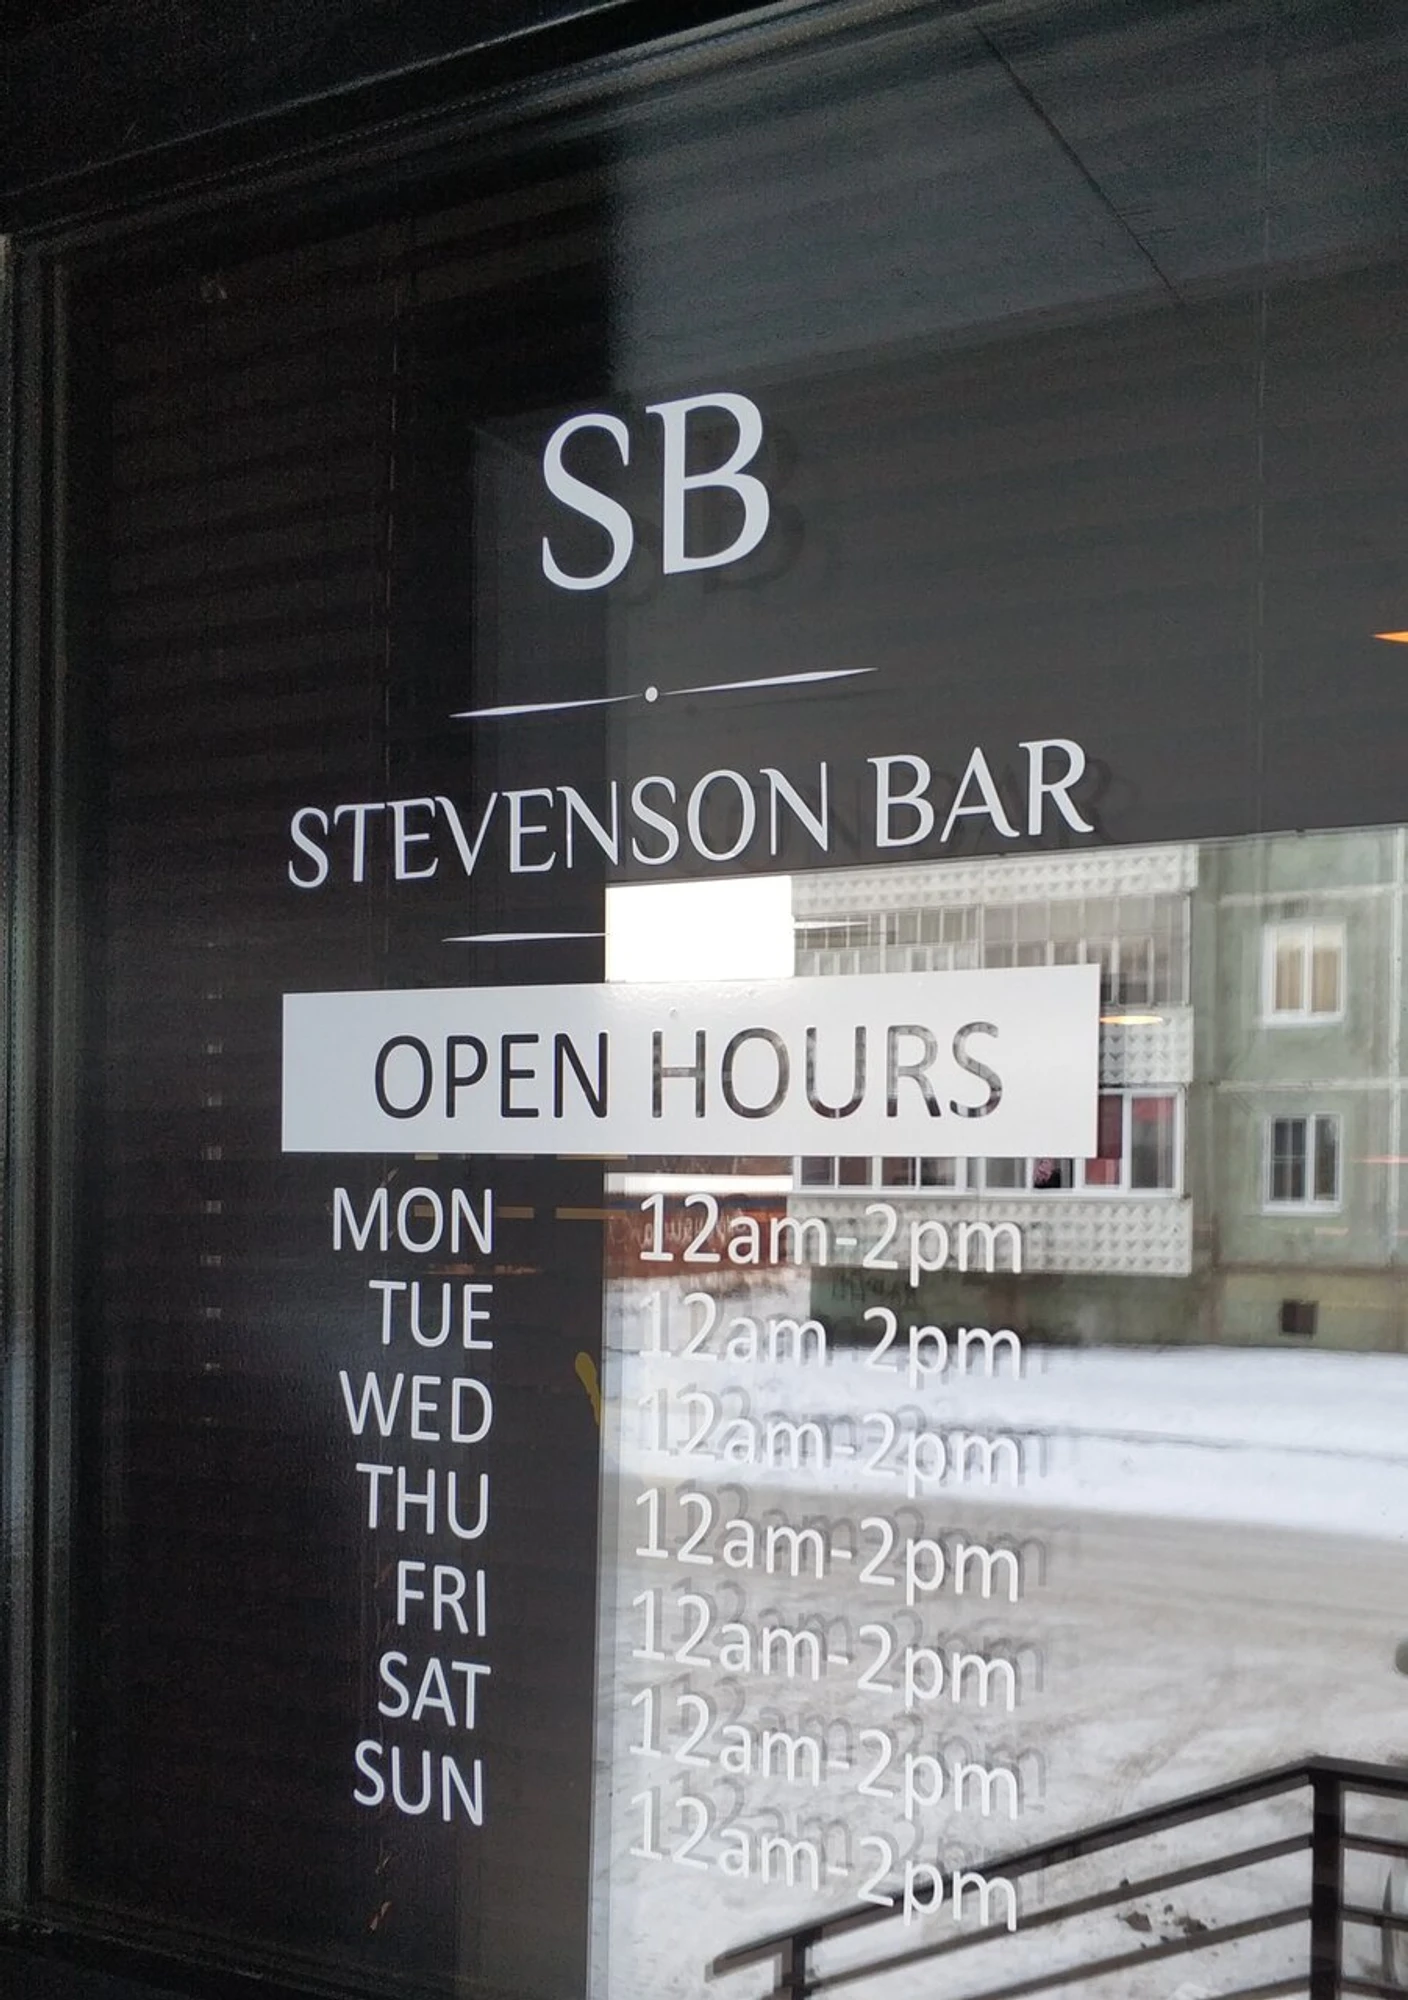 SB
STEVENSON BAR
OPEN HOURS
MON 12am-2pm
TUE 12am-2pm
WED 12am-2pm
THU 12am-2pm
FRI 12am-2pm
SAT 12am-2pm
SUN 12am-2pm